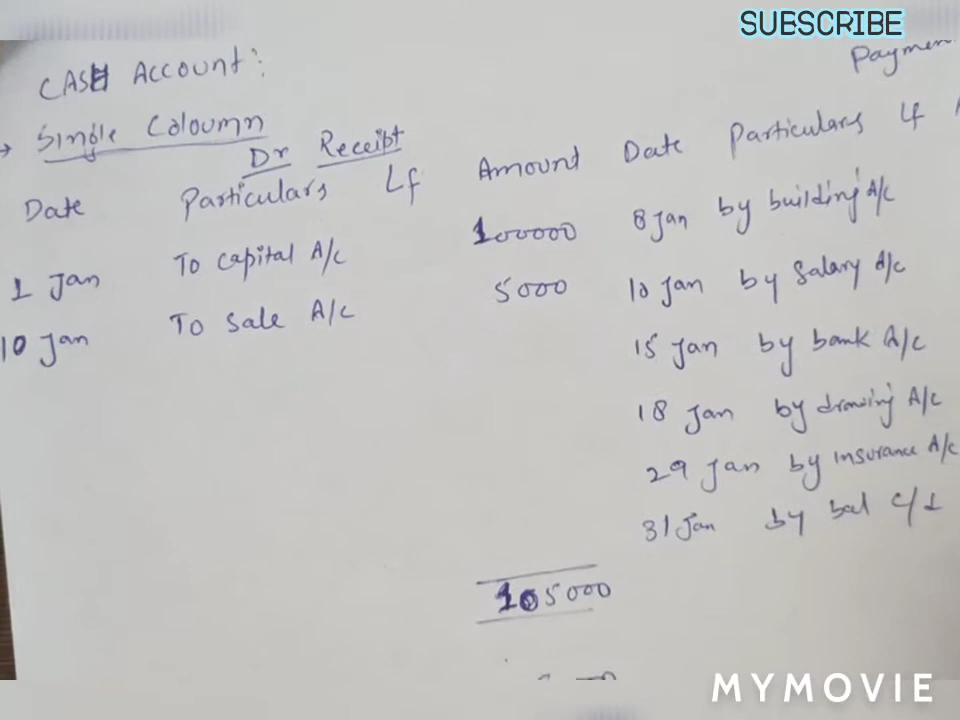 SUBSCRIBE
CASH Account:
Paymen
→ Single Coloumn
Dr Receipt
Date Particulars Lf Amount Date Particulars Lf
1 Jan To capital A/c 100000 8 Jan by building A/c
10 Jan To sale A/c 5000 10 Jan by Salary A/c
15 Jan by bank A/c
18 Jan by drawing A/c
29 Jan by insurance A/c
31 Jan by bal c/d
105000
MYMOVIE